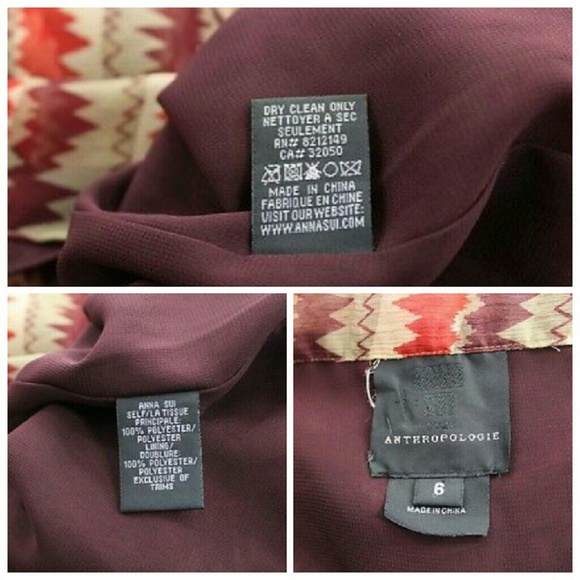 DRY CLEAN ONLY
NETTOYER A SEC
SEULEMENT
RN# 8212149
CA# 32050
MADE IN CHINA
FABRIQUE EN CHINE
VISIT OUR WEBSITE:
WWW.ANNASUI.COM
ANNA SUI
SELF/LA TISSUE
PRINCIPALE:
100% POLYESTER/
POLYESTER
LINING/
DOUBLURE:
100% POLYESTER/
POLYESTER
EXCLUSIVE OF
TRIMS
ANTHROPOLOGIE
6
MADE IN CHINA